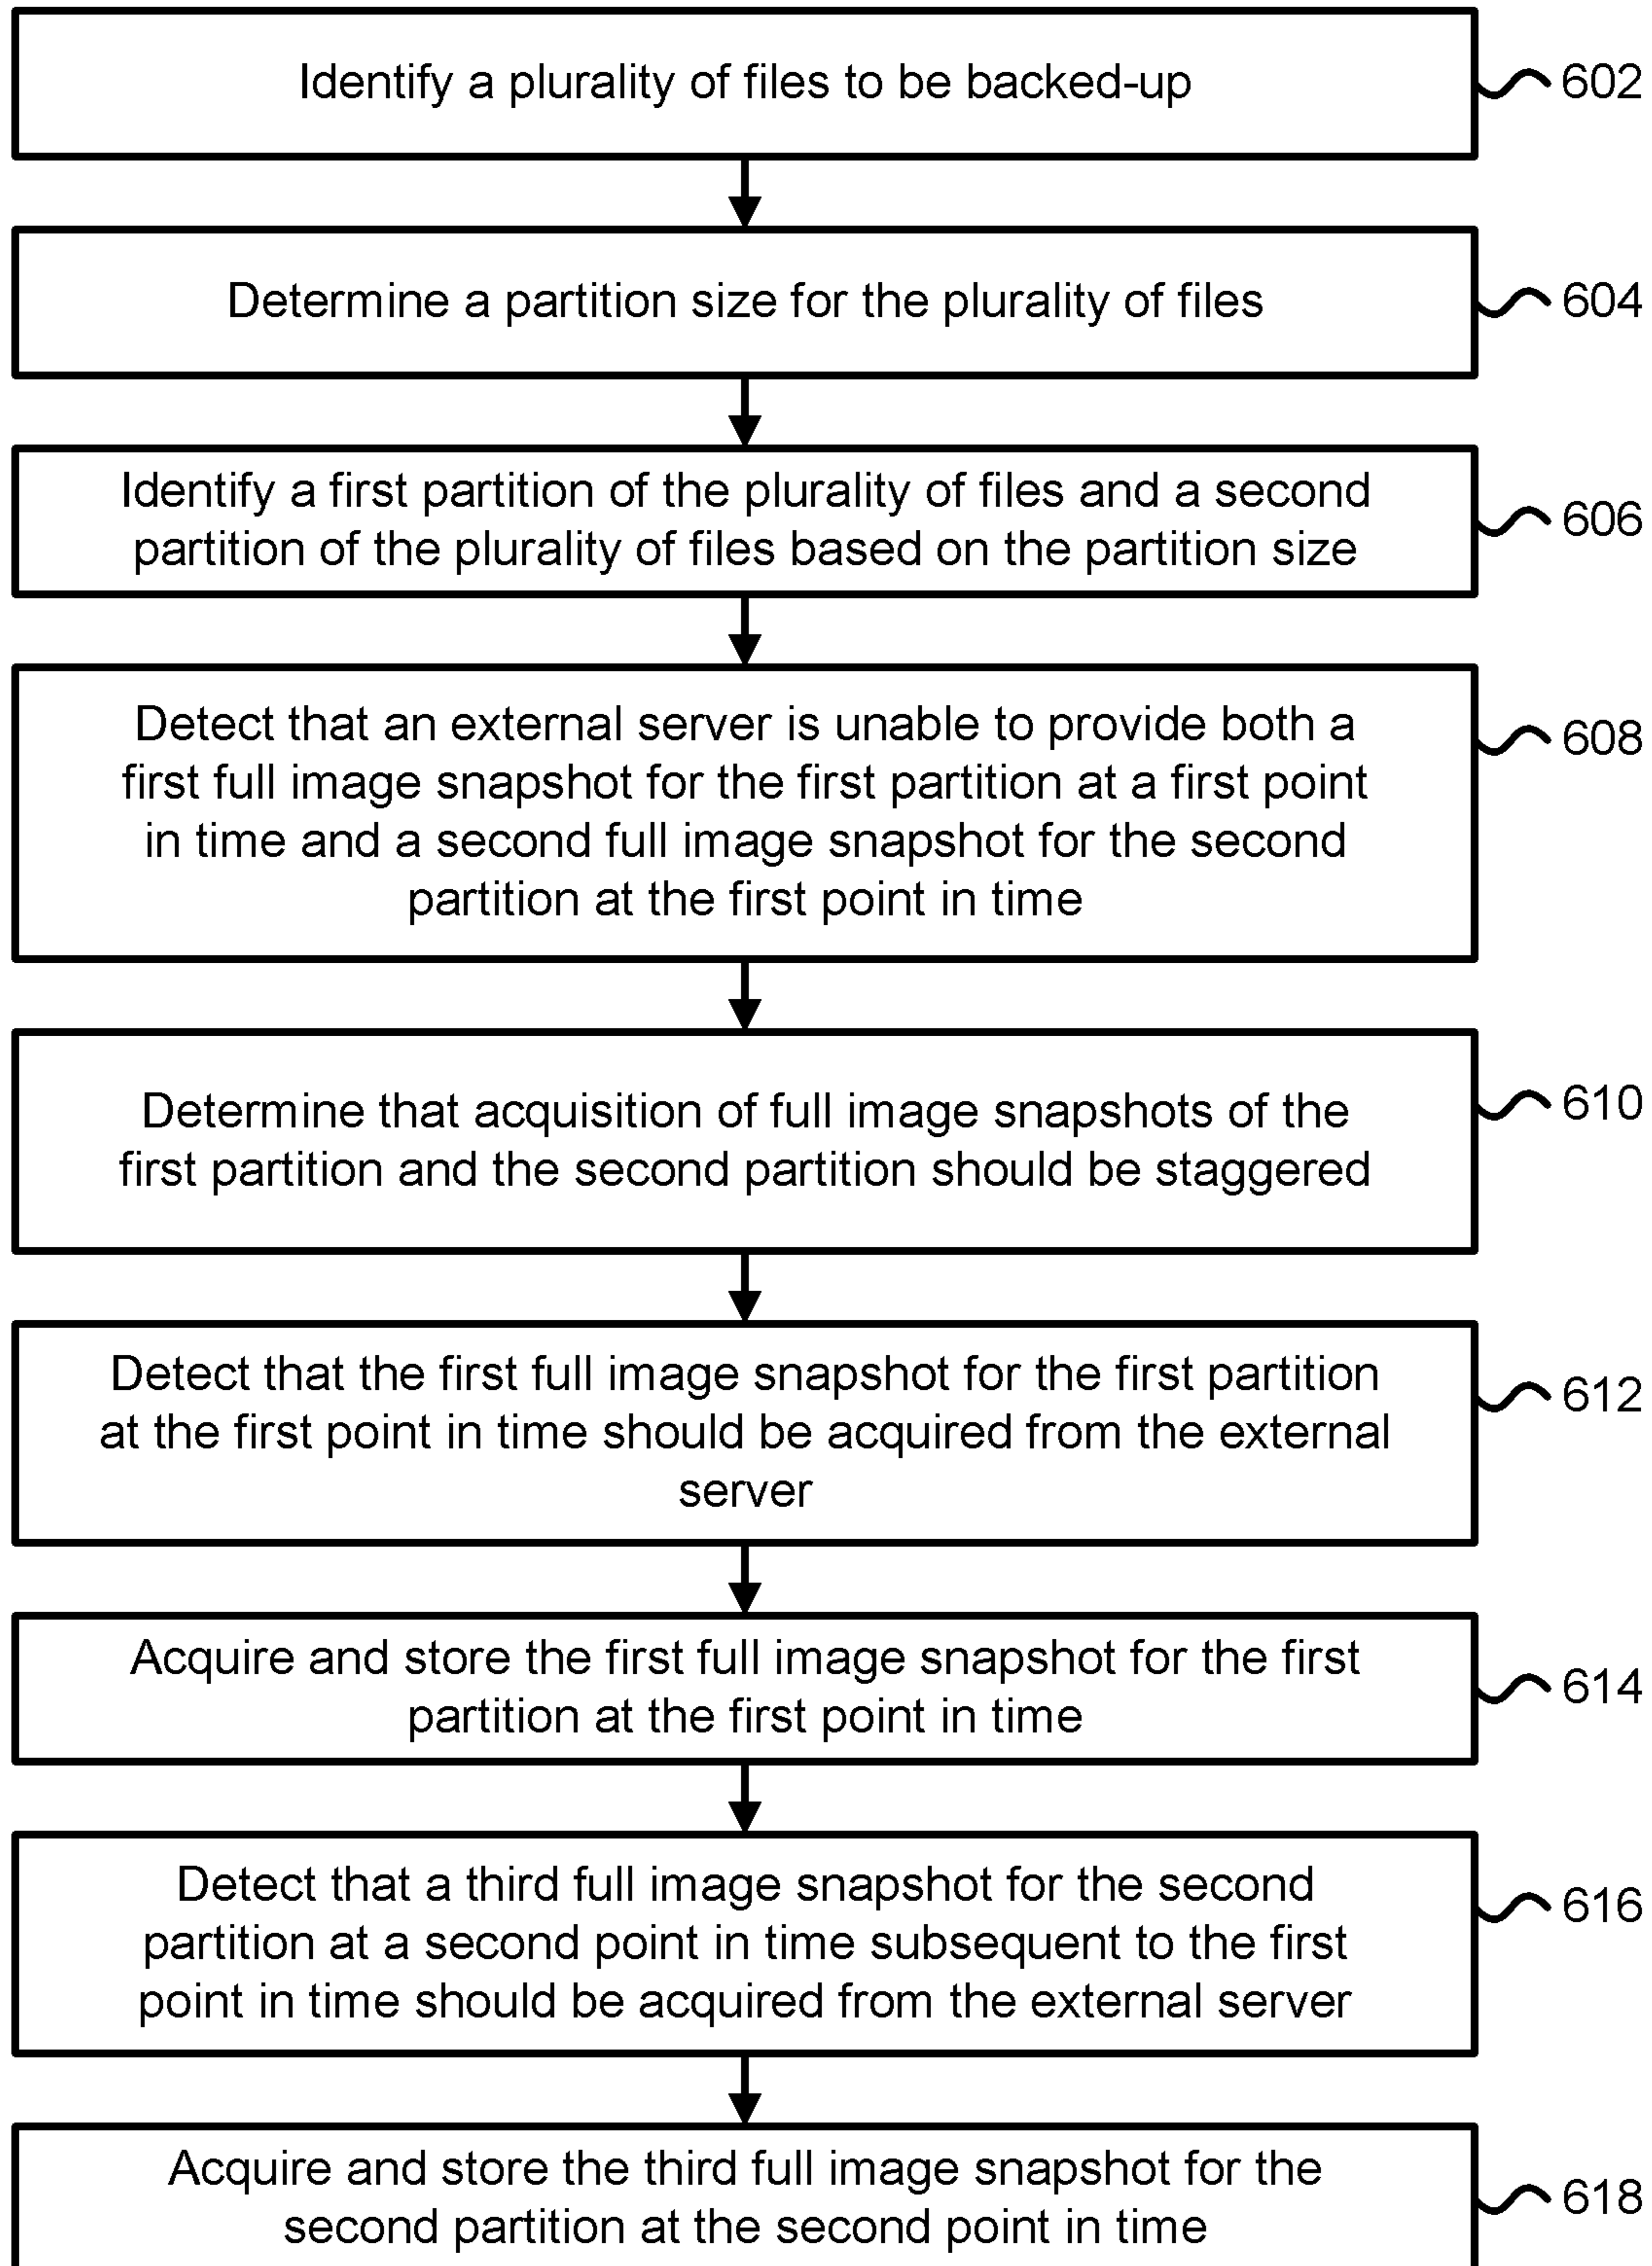 Identify a plurality of files to be backed-up
602
Determine a partition size for the plurality of files
604
Identify a first partition of the plurality of files and a second
partition of the plurality of files based on the partition size
606
Detect that an external server is unable to provide both a
first full image snapshot for the first partition at a first point
in time and a second full image snapshot for the second
partition at the first point in time
608
Determine that acquisition of full image snapshots of the
first partition and the second partition should be staggered
610
Detect that the first full image snapshot for the first partition
at the first point in time should be acquired from the external
server
612
Acquire and store the first full image snapshot for the first
partition at the first point in time
614
Detect that a third full image snapshot for the second
partition at a second point in time subsequent to the first
point in time should be acquired from the external server
616
Acquire and store the third full image snapshot for the
second partition at the second point in time
618